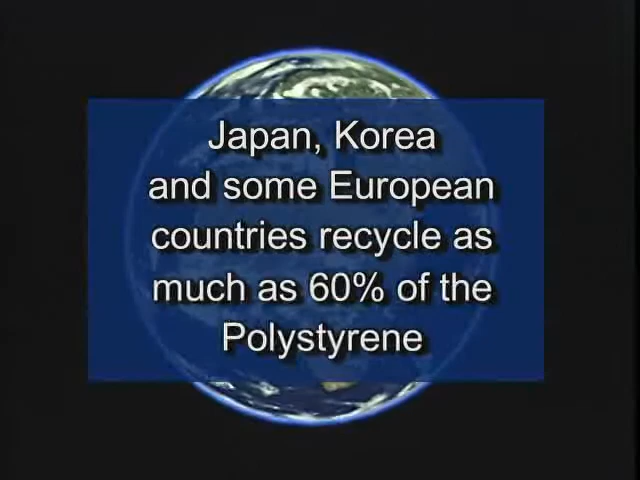 Japan, Korea
and some European
countries recycle as
much as 60% of the
Polystyrene